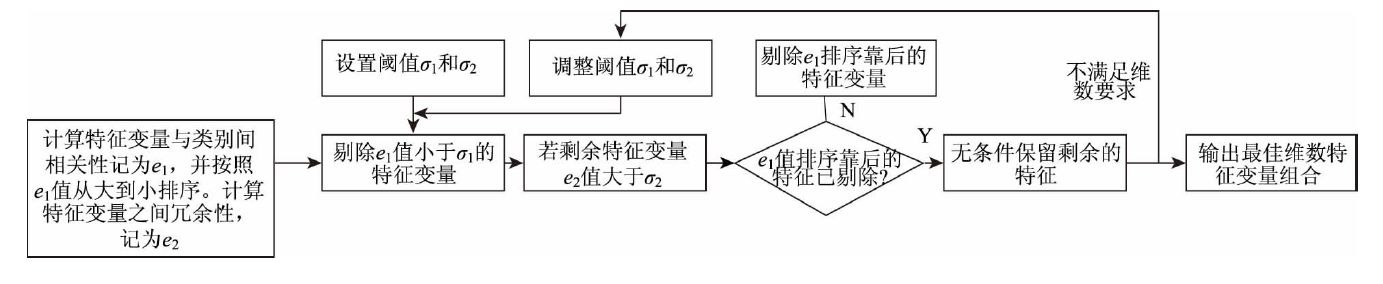 设置阈值σ₁和σ₂
调整阈值σ₁和σ₂
剔除e₁排序靠后的
特征变量
不满足维
数要求
N
计算特征变量与类别间
相关性记为e₁，并按照
e₁值从大到小排序。计算
特征变量之间冗余性，
记为e₂
剔除e₁值小于σ₁的
特征变量
若剩余特征变量
e₂值大于σ₂
e₁值排序靠后的
特征已剔除？
Y
无条件保留剩余的
特征
输出最佳维数特
征变量组合